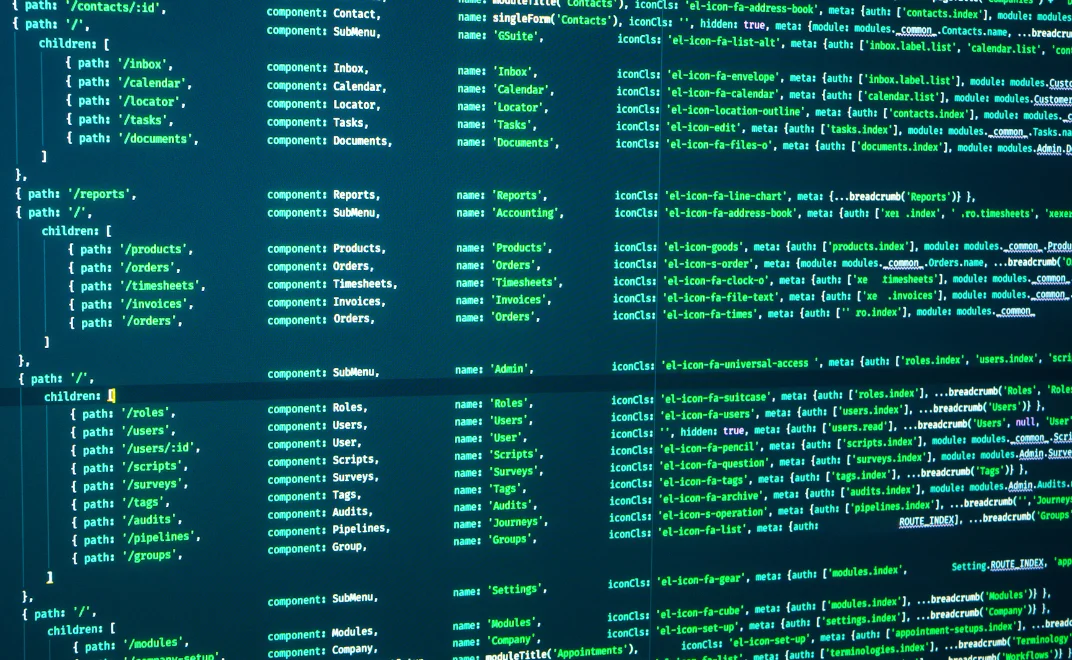 { path: '/contacts/:id', component: Contact, moduleTitle('Contacts'), iconCls: 'el-icon-fa-address-book', meta: {auth: ['contacts.index'], module: modules
{ path: '/', component: SubMenu, singleForm('Contacts'), iconCls: '', hidden: true, meta: {module: modules._common_.Contacts.name, ...breadcru
children: [ name: 'GSuite', iconCls: 'el-icon-fa-list-alt', meta: {auth: ['inbox.label.list', 'calendar.list',
{ path: '/inbox', component: Inbox, name: 'Inbox', iconCls: 'el-icon-fa-envelope', meta: {auth: ['inbox.label.list'], module: modules.Custo
{ path: '/calendar', component: Calendar, name: 'Calendar', iconCls: 'el-icon-fa-calendar', meta: {auth: ['calendar.list'], module: modules.Customer
{ path: '/locator', component: Locator, name: 'Locator', iconCls: 'el-icon-location-outline', meta: {auth: ['contacts.index'], module: modules._c
{ path: '/tasks', component: Tasks, name: 'Tasks', iconCls: 'el-icon-edit', meta: {auth: ['tasks.index'], module: modules._common_.Tasks.na
{ path: '/documents', component: Documents, name: 'Documents', iconCls: 'el-icon-fa-files-o', meta: {auth: ['documents.index'], module: modules.Admin.D
]
},
{ path: '/reports', component: Reports, name: 'Reports', iconCls: 'el-icon-fa-line-chart', meta: {...breadcrumb('Reports')} },
{ path: '/', component: SubMenu, name: 'Accounting', iconCls: 'el-icon-fa-address-book', meta: {auth: [' .index', ' .ro.timesheets',
children: [
{ path: '/products', component: Products, name: 'Products', iconCls: 'el-icon-goods', meta: {auth: ['products.index'], module: modules._common_.Produ
{ path: '/orders', component: Orders, name: 'Orders', iconCls: 'el-icon-s-order', meta: {module: modules._common_.Orders.name, ...breadcrumb('O
{ path: '/timesheets', component: Timesheets, name: 'Timesheets', iconCls: 'el-icon-fa-clock-o', meta: {auth: ['xe timesheets'], module: modules._common_
{ path: '/invoices', component: Invoices, name: 'Invoices', iconCls: 'el-icon-fa-file-text', meta: {auth: ['xe .invoices'], module: modules._common_.
{ path: '/orders', component: Orders, name: 'Orders', iconCls: 'el-icon-fa-times', meta: {auth: ['' ro.index'], module: modules._common_
]
},
{ path: '/', component: SubMenu, name: 'Admin', iconCls: 'el-icon-fa-universal-access ', meta: {auth: ['roles.index', 'users.index', 'scri
children: [
{ path: '/roles', component: Roles, name: 'Roles', iconCls: 'el-icon-fa-suitcase', meta: {auth: ['roles.index'], ...breadcrumb('Roles', 'Roles
{ path: '/users', component: Users, name: 'Users', iconCls: 'el-icon-fa-users', meta: {auth: ['users.index'], ...breadcrumb('Users')} },
{ path: '/users/:id', component: User, name: 'User', iconCls: '', hidden: true, meta: {auth: ['users.read'], ...breadcrumb('Users', null, 'User'
{ path: '/scripts', component: Scripts, name: 'Scripts', iconCls: 'el-icon-fa-pencil', meta: {auth: ['scripts.index'], module: modules._common_.Scri
{ path: '/surveys', component: Surveys, name: 'Surveys', iconCls: 'el-icon-fa-question', meta: {auth: ['surveys.index'], module: modules.Admin.Surve
{ path: '/tags', component: Tags, name: 'Tags', iconCls: 'el-icon-fa-tags', meta: {auth: ['tags.index'], ...breadcrumb('Tags')} },
{ path: '/audits', component: Audits, name: 'Audits', iconCls: 'el-icon-fa-archive', meta: {auth: ['audits.index'], module: modules.Admin.Audits.
{ path: '/pipelines', component: Pipelines, name: 'Journeys', iconCls: 'el-icon-s-operation', meta: {auth: ['pipelines.index'], ...breadcrumb('','Journeys
{ path: '/groups', component: Group, name: 'Groups', iconCls: 'el-icon-fa-list', meta: {auth: ROUTE_INDEX], ...breadcrumb('Groups'
]
},
{ path: '/', component: SubMenu, name: 'Settings', iconCls: 'el-icon-fa-gear', meta: {auth: ['modules.index', Setting.ROUTE_INDEX, 'app
children: [
{ path: '/modules', component: Modules, name: 'Modules', iconCls: 'el-icon-fa-cube', meta: {auth: ['modules.index'], ...breadcrumb('Modules')} },
component: Company, name: 'Company', iconCls: 'el-icon-set-up', meta: {auth: ['settings.index'], ...breadcrumb('Company')} },
moduleTitle('Appointments'), iconCls: 'el-icon-set-up', meta: {auth: ['appointment-setups.index'], ...breadcr
meta: {auth: ['terminologies.index'], ...breadcrumb('Terminology'
...breadcrumb('Workflows')} },